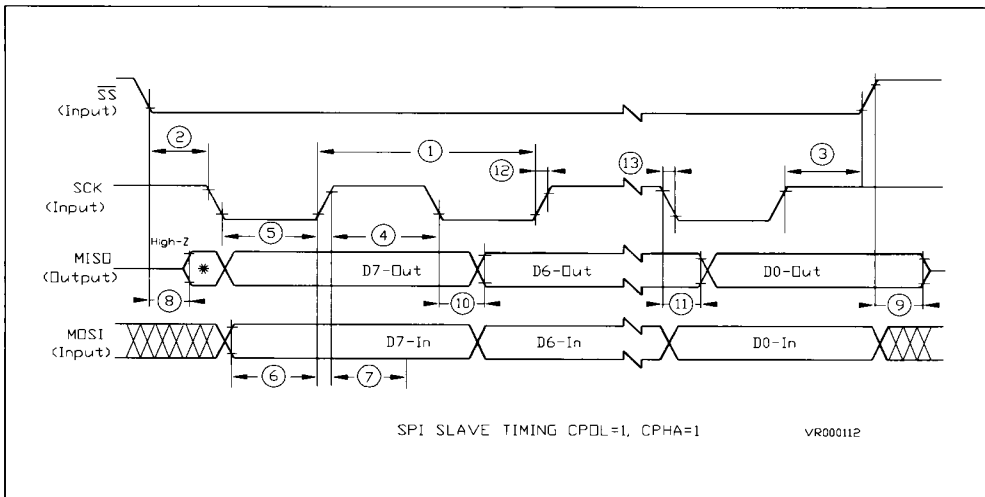 SS
(Input)
2
1
12
13
3
SCK
(Input)
5
4
High-Z
MISO
(Output)
*
D7-Out
D6-Out
D0-Out
8
10
11
9
MOSI
(Input)
D7-In
D6-In
D0-In
6
7
SPI SLAVE TIMING CPOL=1, CPHA=1
VR000112